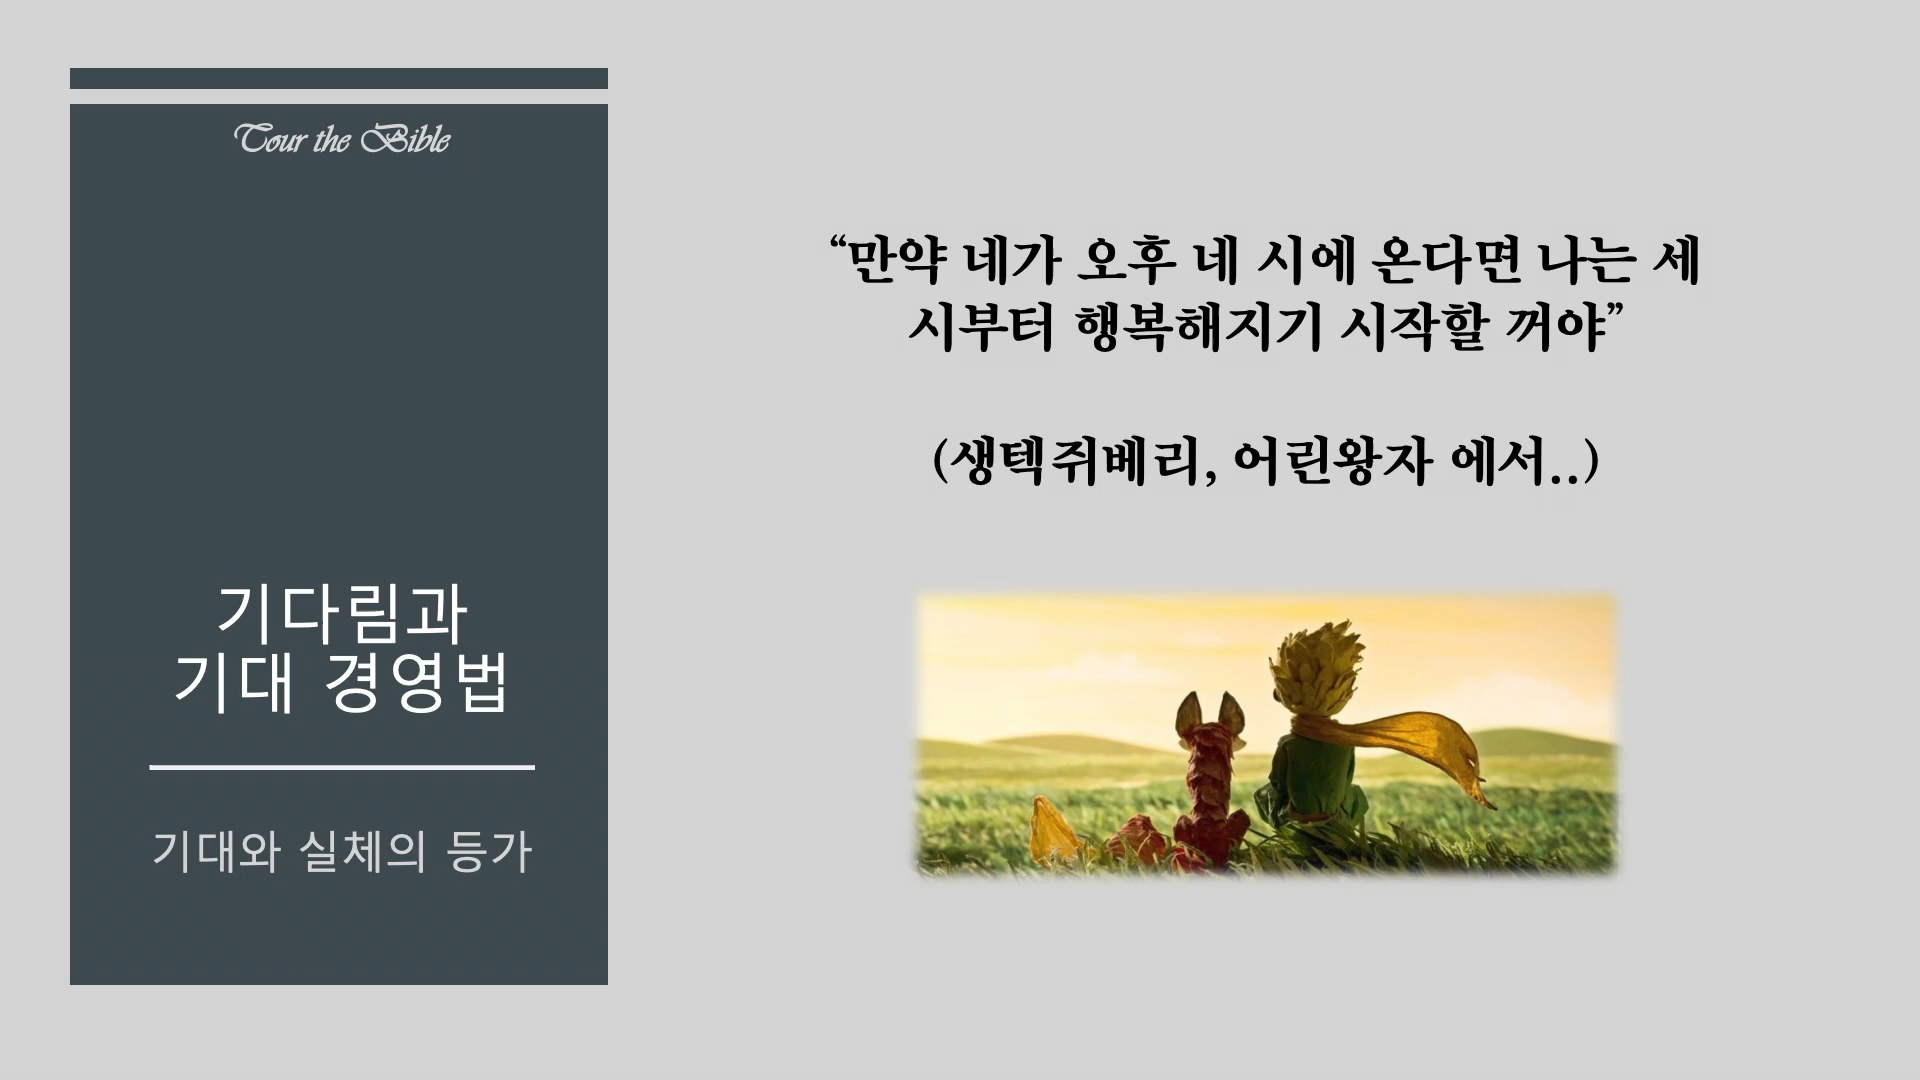 Tour the Bible
기다림과
기대 경영법
기대와 실체의 등가
“만약 네가 오후 네 시에 온다면 나는 세
시부터 행복해지기 시작할 꺼야”
(생텍쥐베리, 어린왕자 에서..)